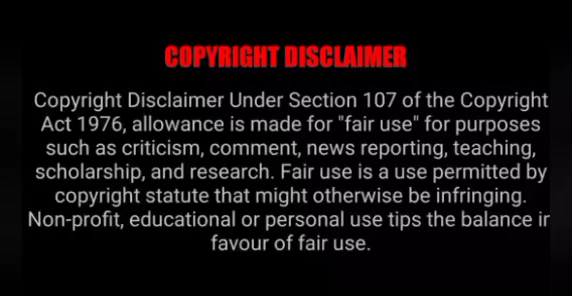 COPYRIGHT DISCLAIMER
Copyright Disclaimer Under Section 107 of the Copyright
Act 1976, allowance is made for "fair use" for purposes
such as criticism, comment, news reporting, teaching,
scholarship, and research. Fair use is a use permitted by
copyright statute that might otherwise be infringing.
Non-profit, educational or personal use tips the balance in
favour of fair use.